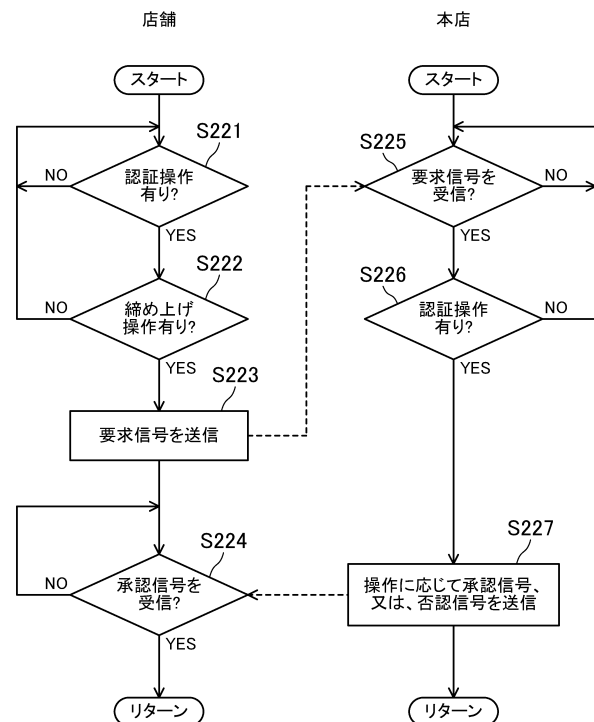 店舗
本店
スタート
スタート
S221
認証操作
有り?
NO
YES
S222
締め上げ
操作有り?
NO
YES
S223
要求信号を送信
S224
承認信号を
受信?
NO
YES
リターン
S225
要求信号を
受信?
NO
YES
S226
認証操作
有り?
NO
YES
S227
操作に応じて承認信号、
又は、否認信号を送信
リターン